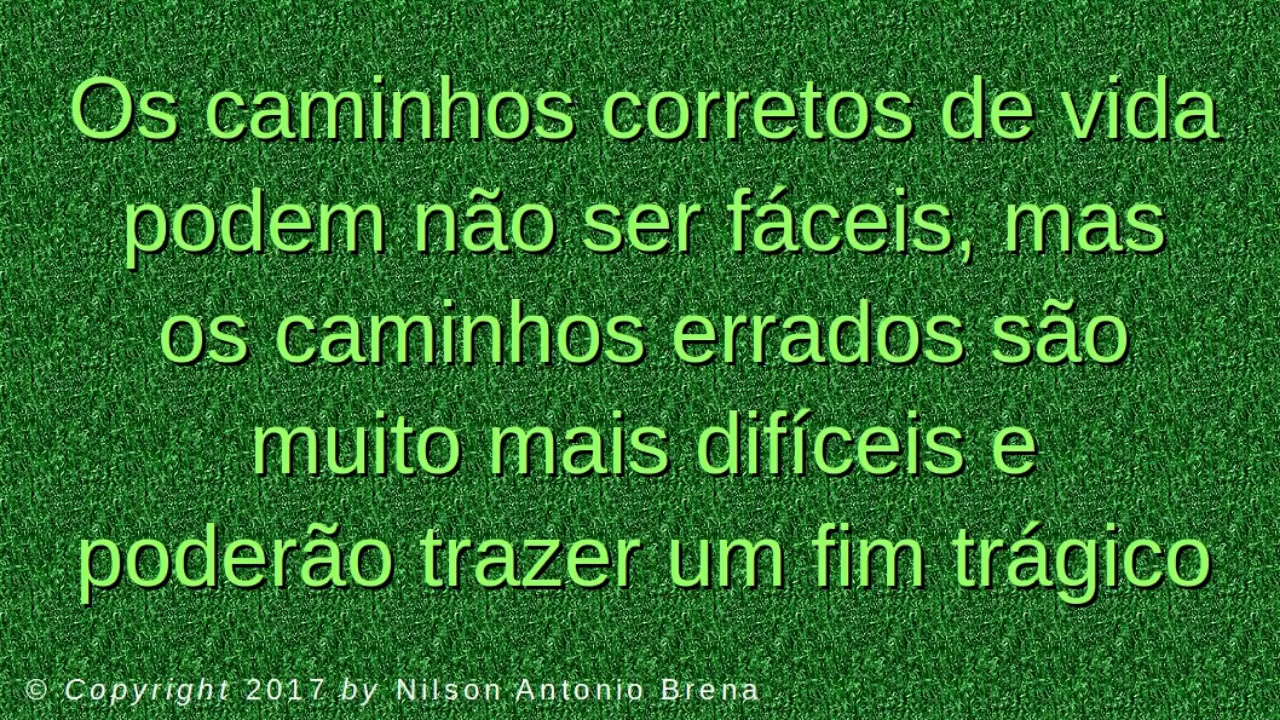 Os caminhos corretos de vida
podem não ser fáceis, mas
os caminhos errados são
muito mais difíceis e
poderão trazer um fim trágico
© Copyright 2017 by Nilson Antonio Brena